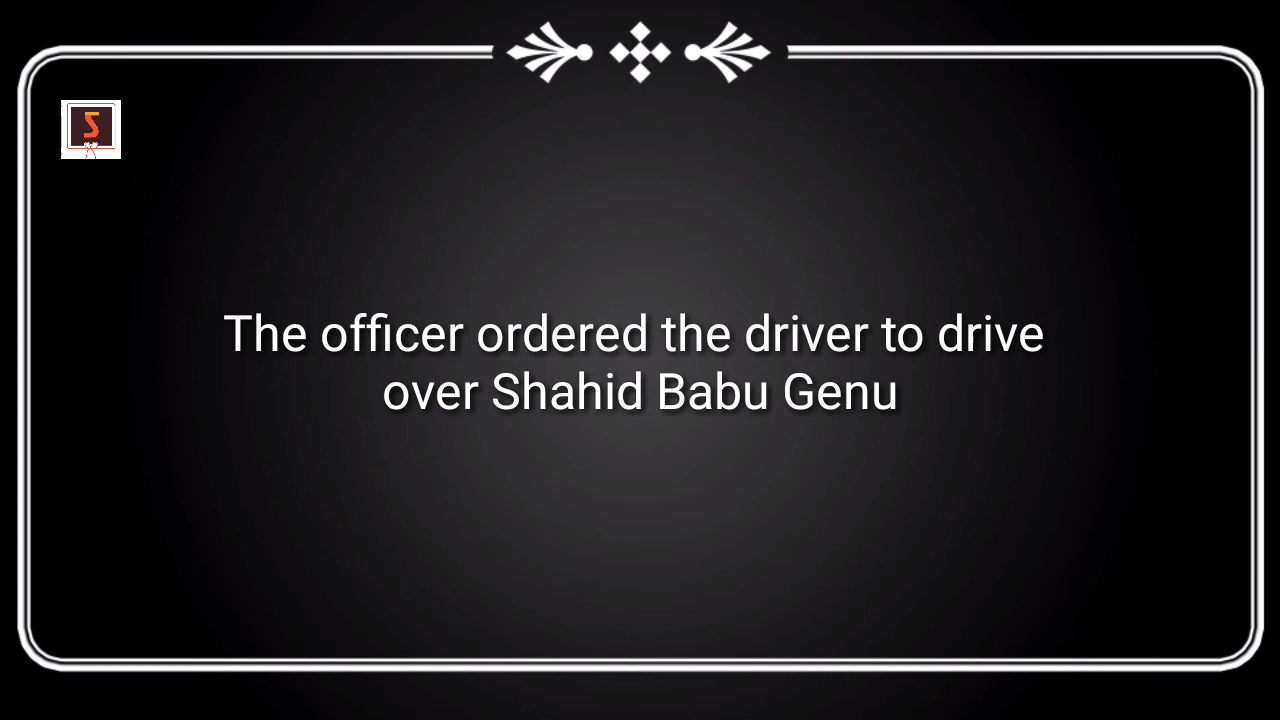 The officer ordered the driver to drive
over Shahid Babu Genu